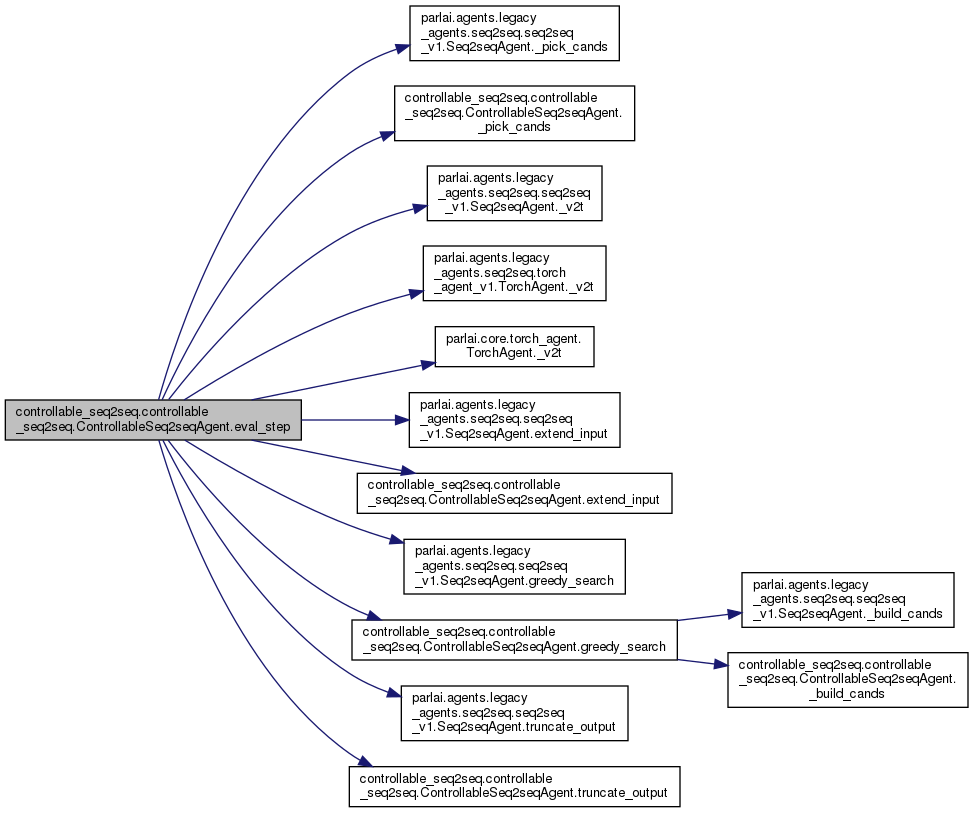 parlai.agents.legacy
_agents.seq2seq.seq2seq
_v1.Seq2seqAgent._pick_cands
controllable_seq2seq.controllable
_seq2seq.ControllableSeq2seqAgent.
_pick_cands
parlai.agents.legacy
_agents.seq2seq.seq2seq
_v1.Seq2seqAgent._v2t
parlai.agents.legacy
_agents.seq2seq.torch
_agent_v1.TorchAgent._v2t
parlai.core.torch_agent.
TorchAgent._v2t
controllable_seq2seq.controllable
_seq2seq.ControllableSeq2seqAgent.eval_step
parlai.agents.legacy
_agents.seq2seq.seq2seq
_v1.Seq2seqAgent.extend_input
controllable_seq2seq.controllable
_seq2seq.ControllableSeq2seqAgent.extend_input
parlai.agents.legacy
_agents.seq2seq.seq2seq
_v1.Seq2seqAgent.greedy_search
controllable_seq2seq.controllable
_seq2seq.ControllableSeq2seqAgent.greedy_search
parlai.agents.legacy
_agents.seq2seq.seq2seq
_v1.Seq2seqAgent._build_cands
controllable_seq2seq.controllable
_seq2seq.ControllableSeq2seqAgent.
_build_cands
parlai.agents.legacy
_agents.seq2seq.seq2seq
_v1.Seq2seqAgent.truncate_output
controllable_seq2seq.controllable
_seq2seq.ControllableSeq2seqAgent.truncate_output